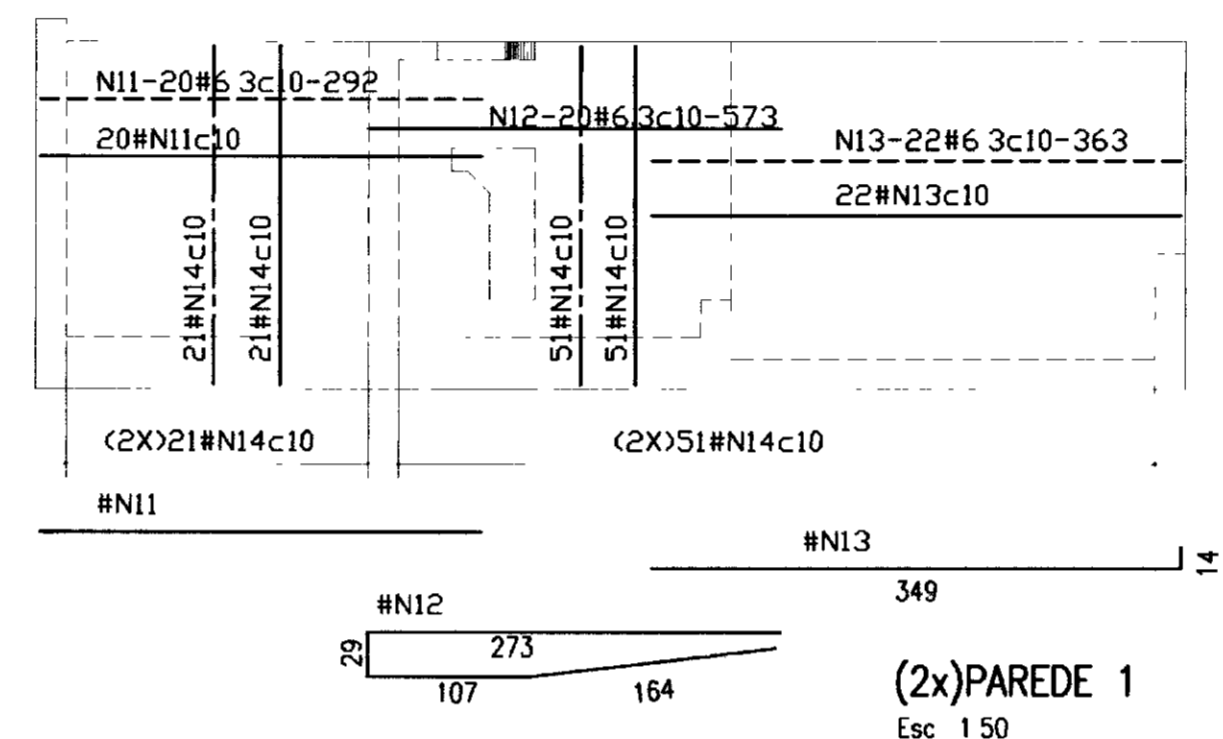 N11-20#6 3c10-292
20#N11c10
N12-20#6.3c10-573
N13-22#6 3c10-363
22#N13c10
21#N14c10
21#N14c10
51#N14c10
51#N14c10
(2X)21#N14c10
(2X)51#N14c10
#N11
#N13
349
14
#N12
29
273
107
164
(2x)PAREDE 1
Esc 1 50